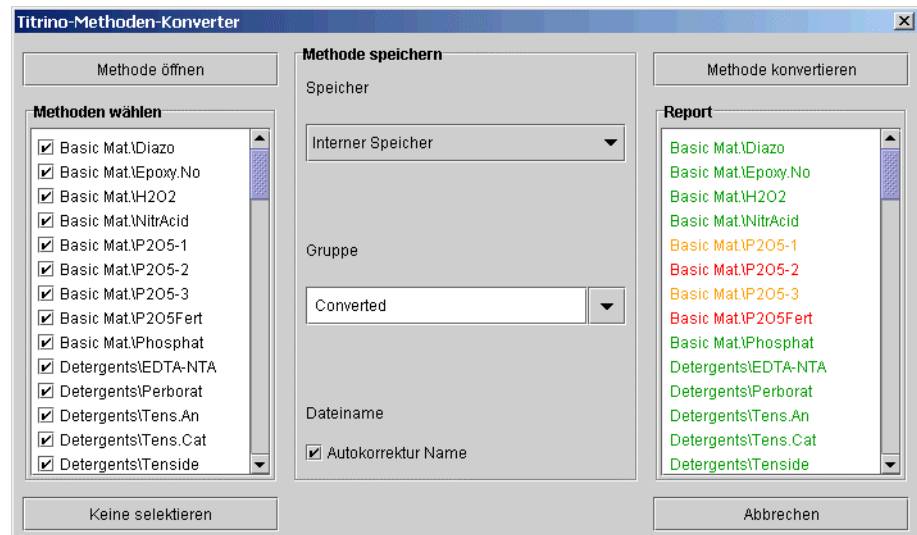 Titrino-Methoden-Konverter
Methode öffnen
Methoden wählen
Basic Mat.\Diazo
Basic Mat.\Epoxy.No
Basic Mat.\H2O2
Basic Mat.\NitrAcid
Basic Mat.\P2O5-1
Basic Mat.\P2O5-2
Basic Mat.\P2O5-3
Basic Mat.\P2O5Fert
Basic Mat.\Phosphat
Detergents\EDTA-NTA
Detergents\Perborat
Detergents\Tens.An
Detergents\Tens.Cat
Detergents\Tenside
Keine selektieren
Methode speichern
Speicher
Interner Speicher
Gruppe
Converted
Dateiname
Autokorrektur Name
Methode konvertieren
Report
Basic Mat.\Diazo
Basic Mat.\Epoxy.No
Basic Mat.\H2O2
Basic Mat.\NitrAcid
Basic Mat.\P2O5-1
Basic Mat.\P2O5-2
Basic Mat.\P2O5-3
Basic Mat.\P2O5Fert
Basic Mat.\Phosphat
Detergents\EDTA-NTA
Detergents\Perborat
Detergents\Tens.An
Detergents\Tens.Cat
Detergents\Tenside
Abbrechen